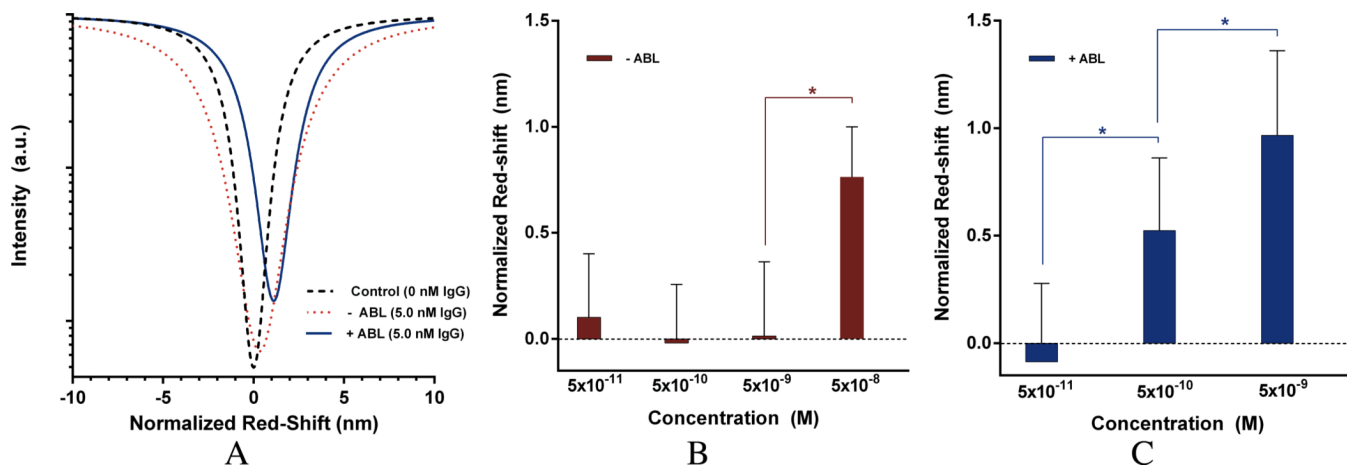 Intensity (a.u.)
Control (0 nM IgG)
- ABL (5.0 nM IgG)
+ ABL (5.0 nM IgG)
-10 -5 0 5 10
Normalized Red-Shift (nm)
A
Normalized Red-shift (nm)
1.5
1.0
0.5
0.0
- ABL
*
5x10⁻¹¹ 5x10⁻¹⁰ 5x10⁻⁹ 5x10⁻⁸
Concentration (M)
B
Normalized Red-shift (nm)
1.5
1.0
0.5
0.0
+ ABL
*
*
5x10⁻¹¹ 5x10⁻¹⁰ 5x10⁻⁹
Concentration (M)
C